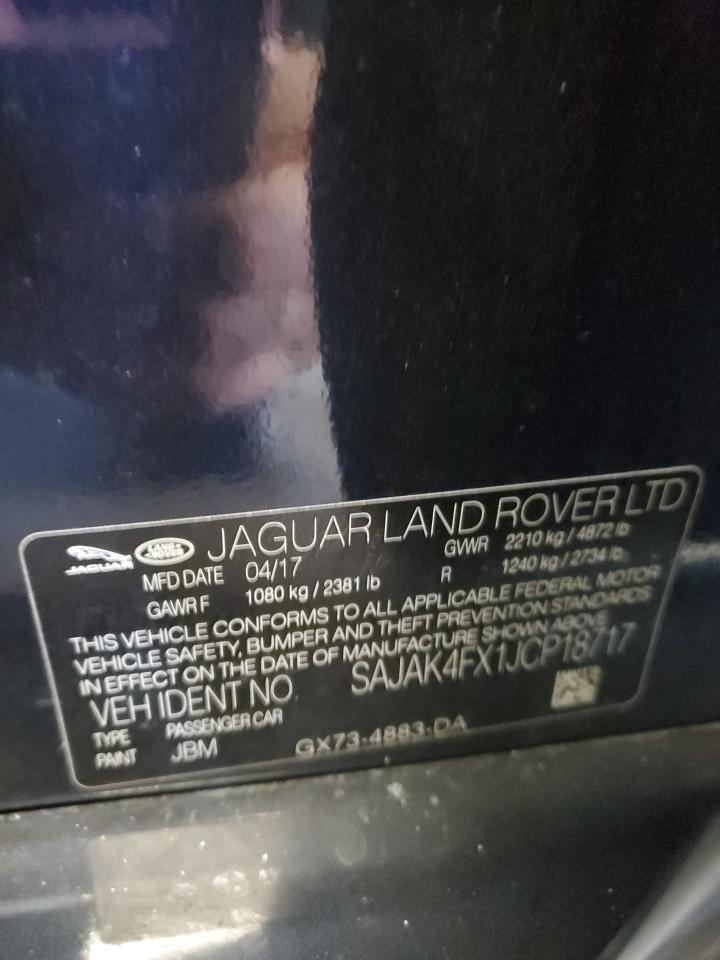 JAGUAR LAND-ROVER JAGUAR LAND ROVER LTD
MFD DATE 04/17 GWWR 2210 kg / 4872 lb
GAWR F 1080 kg / 2381 lb R 1240 kg / 2734 lb
THIS VEHICLE CONFORMS TO ALL APPLICABLE FEDERAL MOTOR
VEHICLE SAFETY, BUMPER AND THEFT PREVENTION STANDARDS
IN EFFECT ON THE DATE OF MANUFACTURE SHOWN ABOVE
VEH IDENT NO. SAJAK4FX1JCP18717
TYPE PASSENGER CAR
PAINT JBM GX73-4883-DA